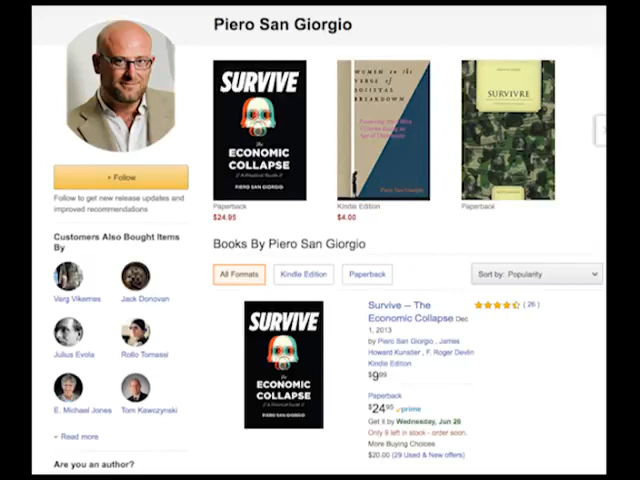 Piero San Giorgio
SURVIVE
The
ECONOMIC
COLLAPSE
PIERO SAN GIORGIO
WOMEN on the
VERGE of
SOCIETAL
BREAKDOWN
Piero San Giorgio
SURVIVRE
Paperback
$24.95
Kindle Edition
$4.00
Paperback
+ Follow
Follow to get new release updates and
improved recommendations
Customers Also Bought Items
By
Varg Vikernes
Jack Donovan
Julius Evola
Rollo Tomassi
E. Michael Jones
Tom Kawczynski
Read more
Are you an author?
Books By Piero San Giorgio
All Formats
Kindle Edition
Paperback
Sort by: Popularity
SURVIVE
The
ECONOMIC
COLLAPSE
PIERO SAN GIORGIO
Survive -- The
Economic Collapse Dec
1, 2013
by Piero San Giorgio , James
Howard Kunstler , F. Roger Devlin
Kindle Edition
$9.99
Paperback
$24.95 prime
Get it by Wednesday, Jun 26
Only 9 left in stock - order soon.
More Buying Choices
$20.00 (29 Used & New offers)
( 26 )